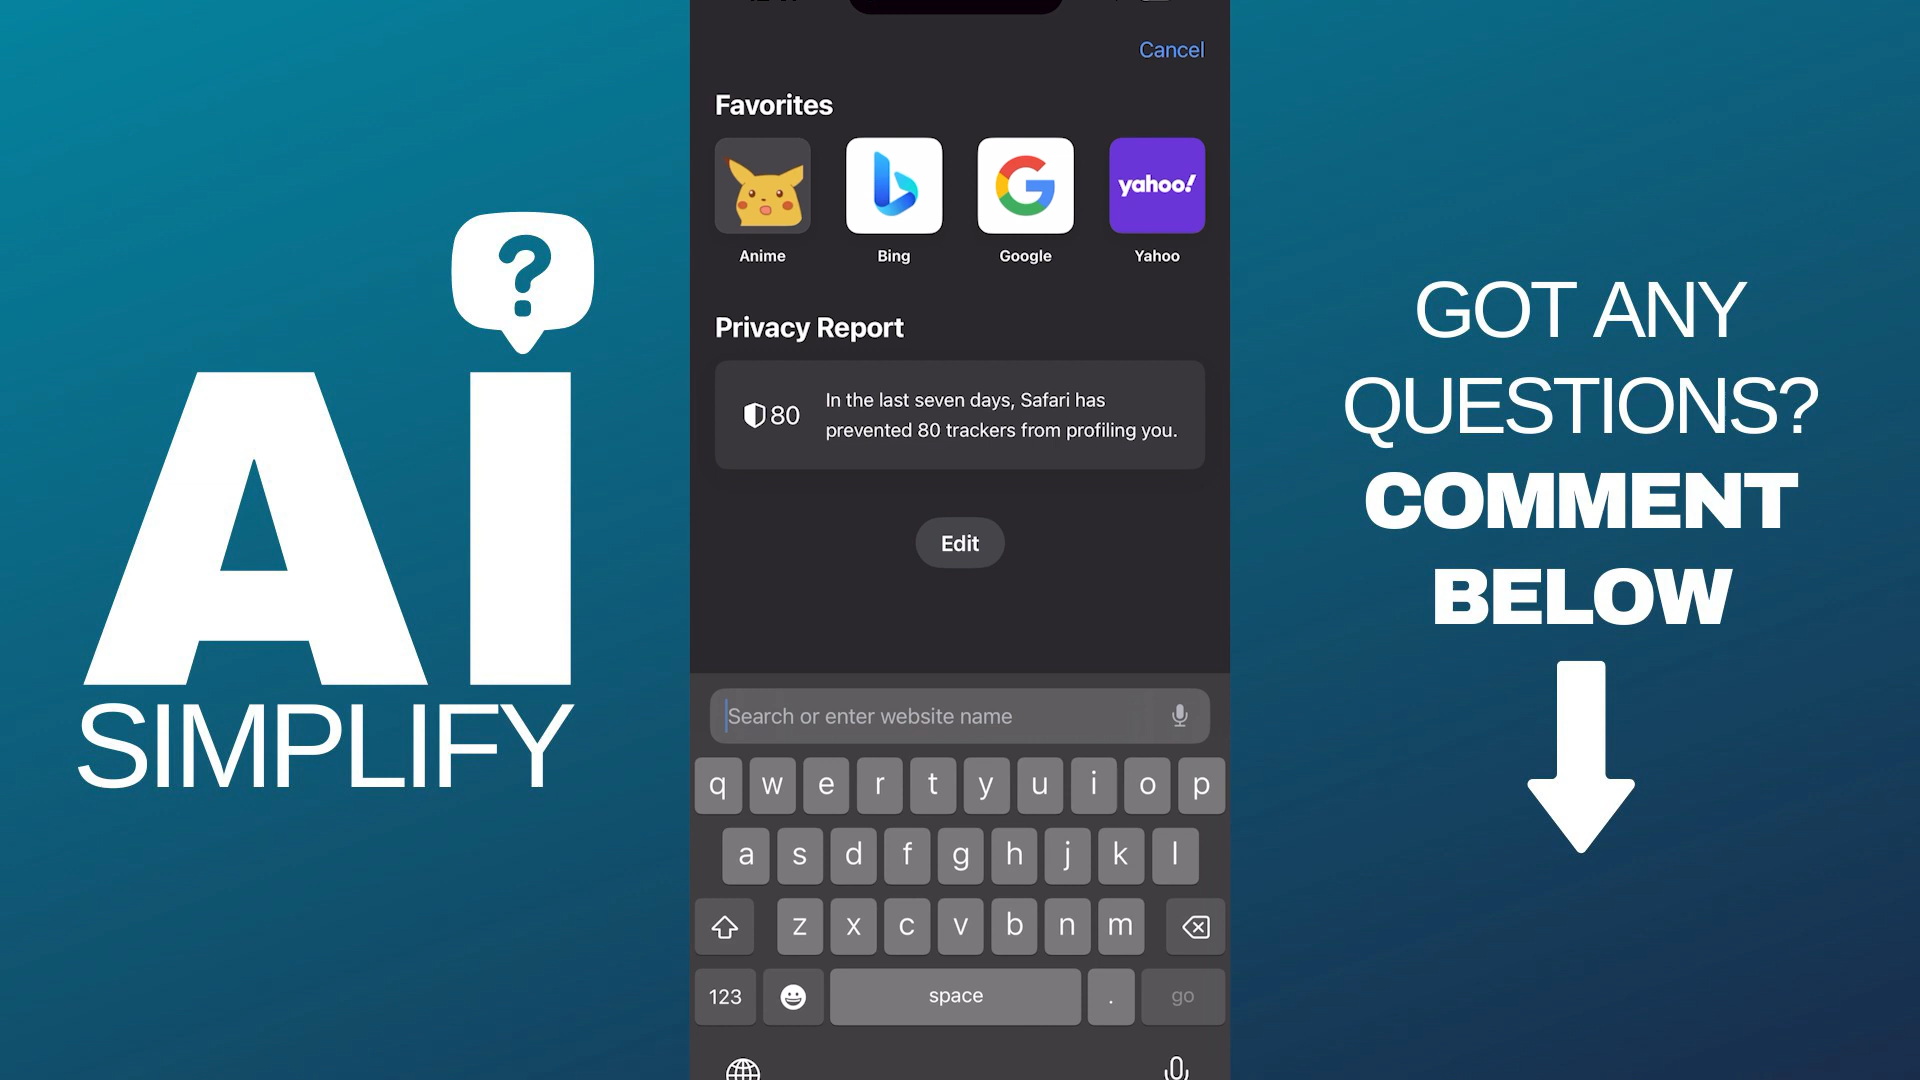 ?
AI
SIMPLIFY
Cancel
Favorites
yahoo!
Anime
Bing
Google
Yahoo
Privacy Report
80
In the last seven days, Safari has
prevented 80 trackers from profiling you.
Edit
Search or enter website name
q w e r t y u i o p
a s d f g h j k l
z x c v b n m
123
space
.
go
GOT ANY
QUESTIONS?
COMMENT
BELOW